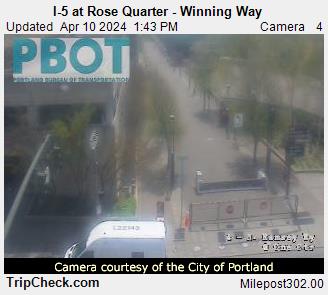 I-5 at Rose Quarter - Winning Way
Updated Apr 10 2024 1:43 PM Camera 4
PBOT
PORTLAND BUREAU OF TRANSPORTATION
Camera courtesy of the City of Portland
TripCheck.com Milepost302.00